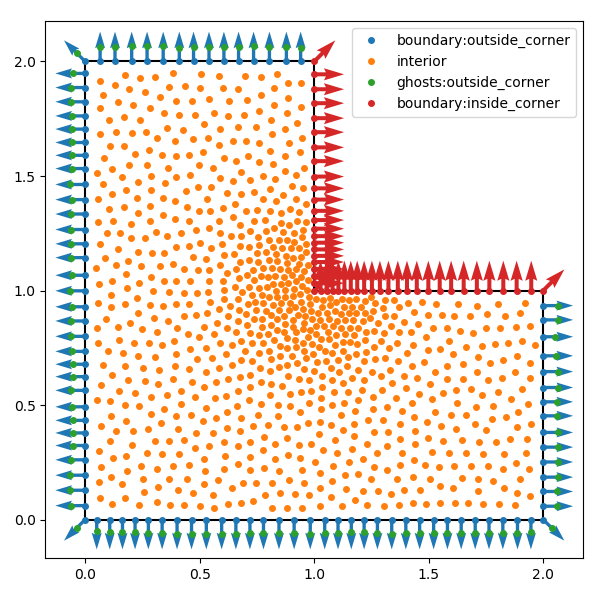 boundary:outside_corner
interior
ghosts:outside_corner
boundary:inside_corner
2.0
1.5
1.0
0.5
0.0
0.0 0.5 1.0 1.5 2.0